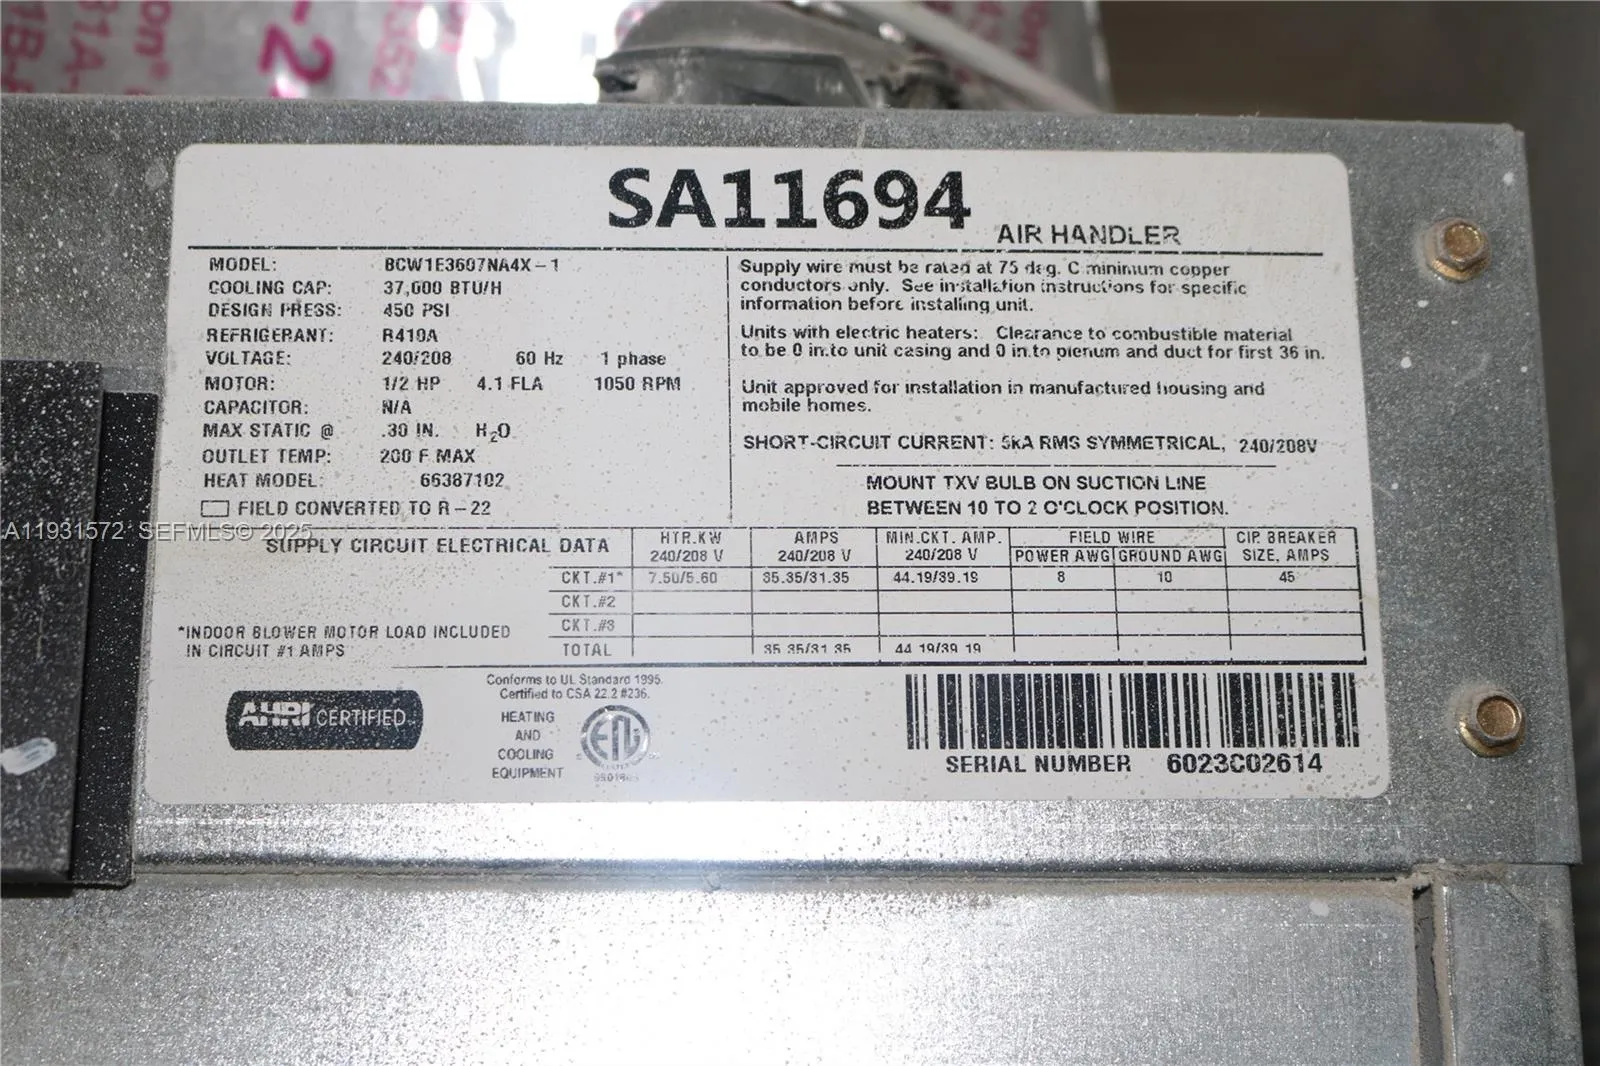 SA11694
AIR HANDLER
MODEL: BCW1E3607NA4X-1
COOLING CAP: 37,000 BTU/H
DESIGN PRESS: 450 PSI
REFRIGERANT: R410A
VOLTAGE: 240/208 60 Hz 1 phase
MOTOR: 1/2 HP 4.1 FLA 1050 RPM
CAPACITOR: N/A
MAX STATIC @ .30 IN. H2O
OUTLET TEMP: 200 F MAX
HEAT MODEL: 66387102
FIELD CONVERTED TO R-22
Supply wire must be rated at 75 deg. C minimum copper
conductors only. See installation instructions for specific
information before installing unit.
Units with electric heaters: Clearance to combustible material
to be 0 in.to unit casing and 0 in.to plenum and duct for first 36 in.
Unit approved for installation in manufactured housing and
mobile homes.
SHORT-CIRCUIT CURRENT: 5kA RMS SYMMETRICAL, 240/208V
MOUNT TXV BULB ON SUCTION LINE
BETWEEN 10 TO 2 O'CLOCK POSITION.
A11931572 SEFMLS© 2025
SUPPLY CIRCUIT ELECTRICAL DATA
HTR.KW AMPS MIN.CKT. AMP. FIELD WIRE CIR. BREAKER
240/208 V 240/208 V 240/208 V POWER AWG GROUND AWG SIZE, AMPS
CKT.#1* 7.50/5.60 35.35/31.35 44.19/39.19 8 10 45
CKT.#2
CKT.#3
TOTAL 35.35/31.35 44.19/39.19
*INDOOR BLOWER MOTOR LOAD INCLUDED
IN CIRCUIT #1 AMPS
AHRI CERTIFIED
Conforms to UL Standard 1995.
Certified to CSA 22.2 #236.
HEATING
AND
COOLING
EQUIPMENT
ETL
SERIAL NUMBER 6023C02614